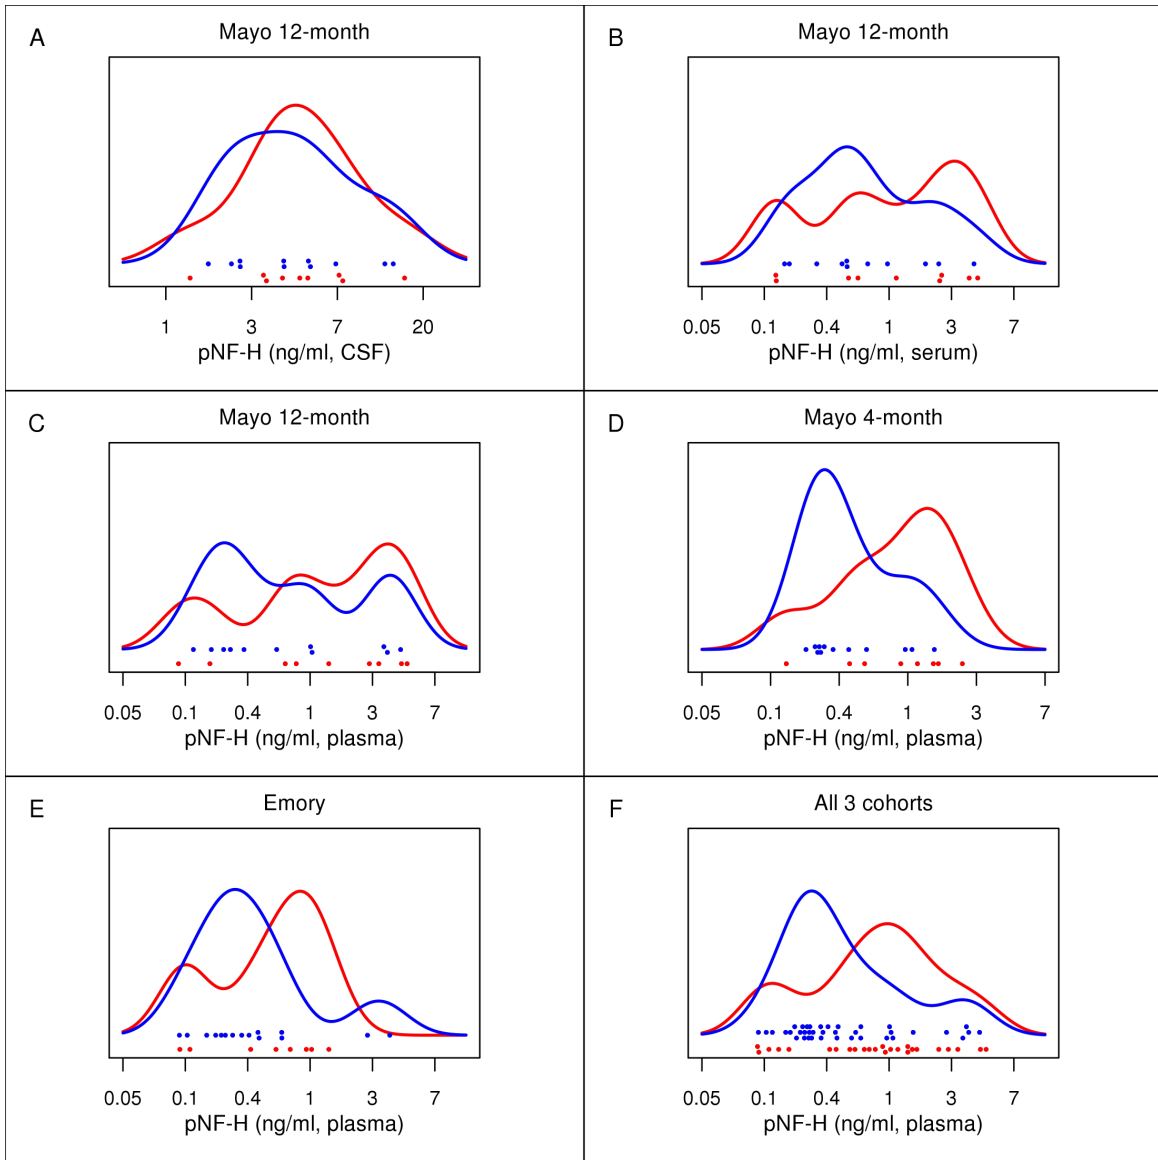 A
Mayo 12-month
1 3 7 20
pNF-H (ng/ml, CSF)
B
Mayo 12-month
0.05 0.1 0.4 1 3 7
pNF-H (ng/ml, serum)
C
Mayo 12-month
0.05 0.1 0.4 1 3 7
pNF-H (ng/ml, plasma)
D
Mayo 4-month
0.05 0.1 0.4 1 3 7
pNF-H (ng/ml, plasma)
E
Emory
0.05 0.1 0.4 1 3 7
pNF-H (ng/ml, plasma)
F
All 3 cohorts
0.05 0.1 0.4 1 3 7
pNF-H (ng/ml, plasma)